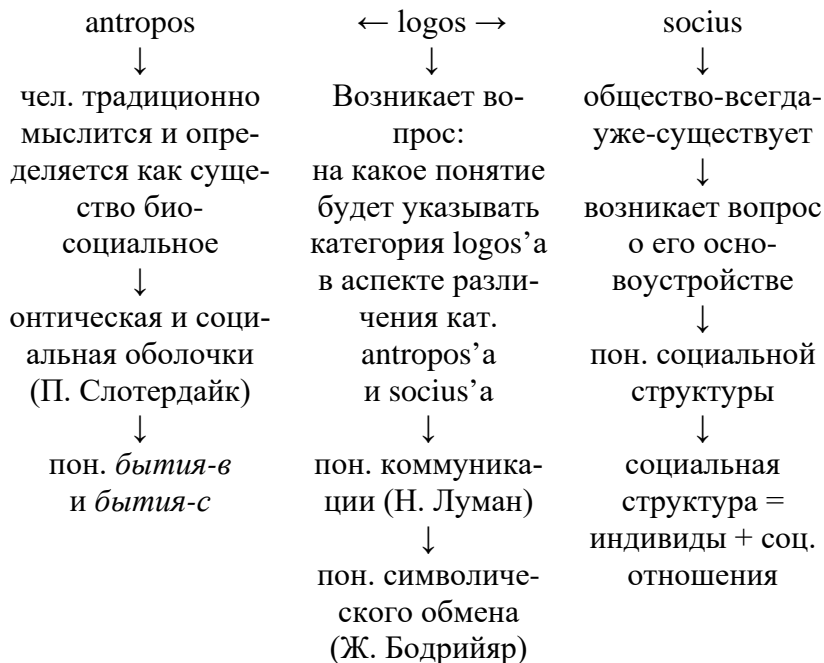 antropos
↓
чел. традиционно
мыслится и опре-
деляется как суще-
ство био-
социальное
↓
онтическая и соци-
альная оболочки
(П. Слотердайк)
↓
пон. бытия-в
и бытия-с
← logos →
↓
Возникает во-
прос:
на какое понятие
будет указывать
категория logos’а
в аспекте разли-
чения кат.
antropos’а
и socius’а
↓
пон. коммуника-
ции (Н. Луман)
↓
пон. символиче-
ского обмена
(Ж. Бодрийяр)
socius
↓
общество-всегда-
уже-существует
↓
возникает вопрос
о его осно-
воустройстве
↓
пон. социальной
структуры
↓
социальная
структура =
индивиды + соц.
отношения